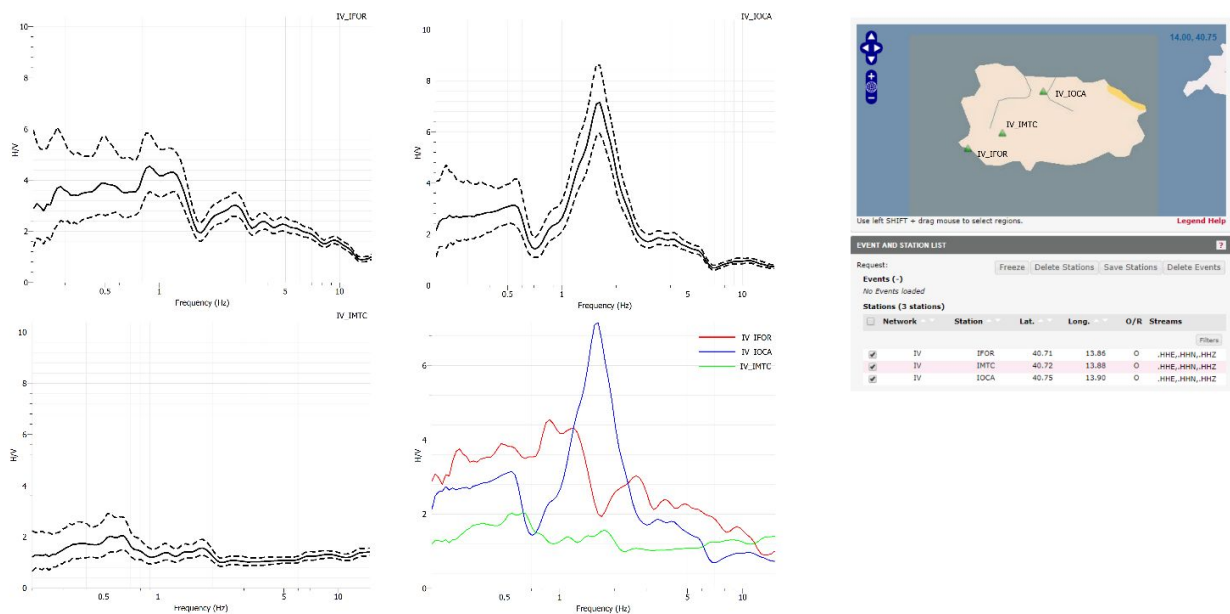 IV_IFOR
10
8
6
4
2
0
H/V
0.5
1
5
10
Frequency (Hz)
IV_IOCA
10
8
6
4
2
0
H/V
0.5
1
5
10
Frequency (Hz)
IV_IMTC
10
8
6
4
2
0
H/V
0.5
1
5
10
Frequency (Hz)
IV IFOR
IV IOCA
IV_IMTC
6
4
2
0
H/V
0.5
1
5
10
Frequency (Hz)
14.00, 40.75
IV_IOCA
IV_IMTC
IV_IFOR
Use left SHIFT + drag mouse to select regions. Legend Help
EVENT AND STATION LIST ?
Request: Freeze Delete Stations Save Stations Delete Events
Events (-)
No Events loaded
Stations (3 stations)
Network Station Lat. Long. O/R Streams
Filters
IV IFOR 40.71 13.86 O .HHE,.HHN,.HHZ
IV IMTC 40.72 13.88 O .HHE,.HHN,.HHZ
IV IOCA 40.75 13.90 O .HHE,.HHN,.HHZ